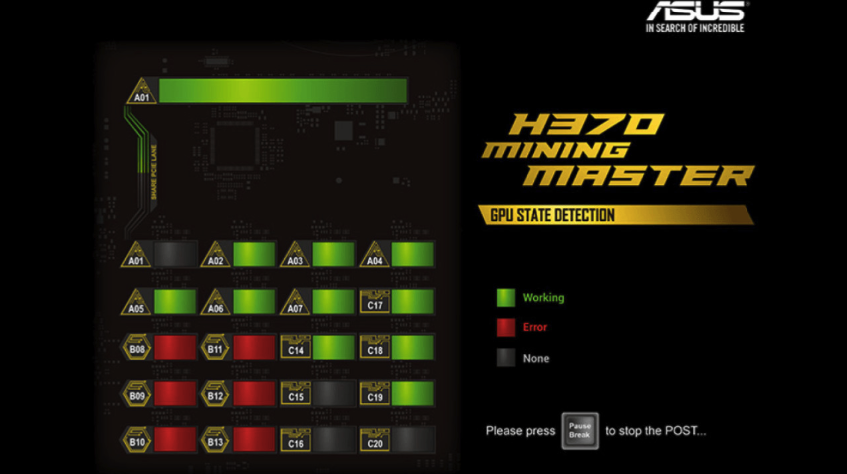 ASUS
IN SEARCH OF INCREDIBLE
A01
SHARE PCIE LANE
H370
MINING
MASTER
GPU STATE DETECTION
A01 A02 A03 A04
A05 A06 A07 C17
B08 B11 C14 C18
B09 B12 C15 C19
B10 B13 C16 C20
Working
Error
None
Please press Pause Break to stop the POST...